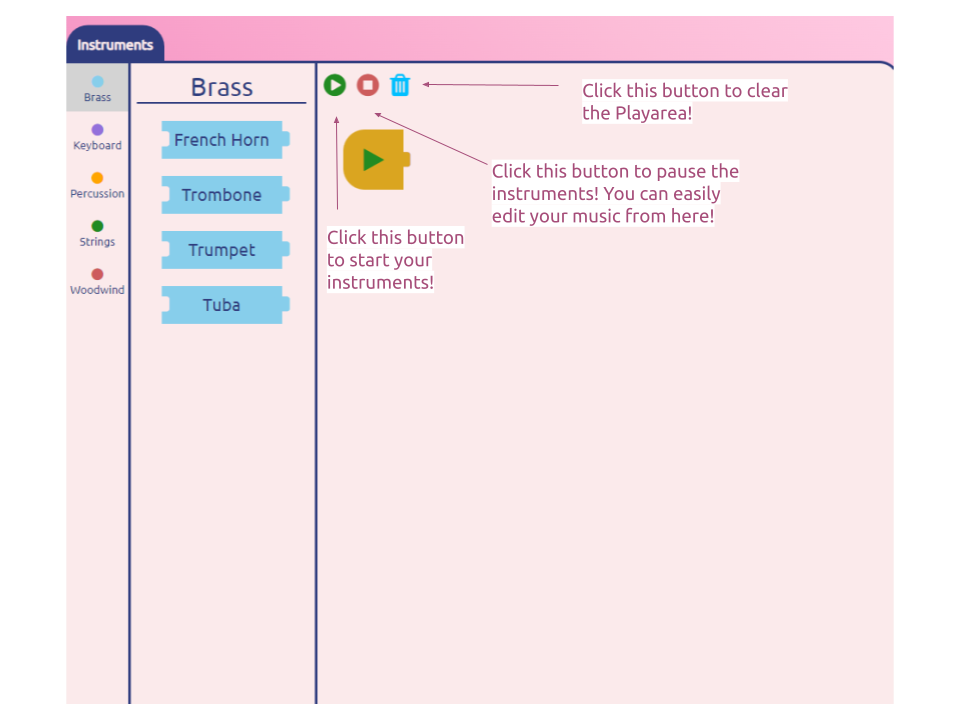 Instruments
Brass
Keyboard
Percussion
Strings
Woodwind
Brass
French Horn
Trombone
Trumpet
Tuba
Click this button to clear
the Playarea!
Click this button to pause the
instruments! You can easily
edit your music from here!
Click this button
to start your
instruments!